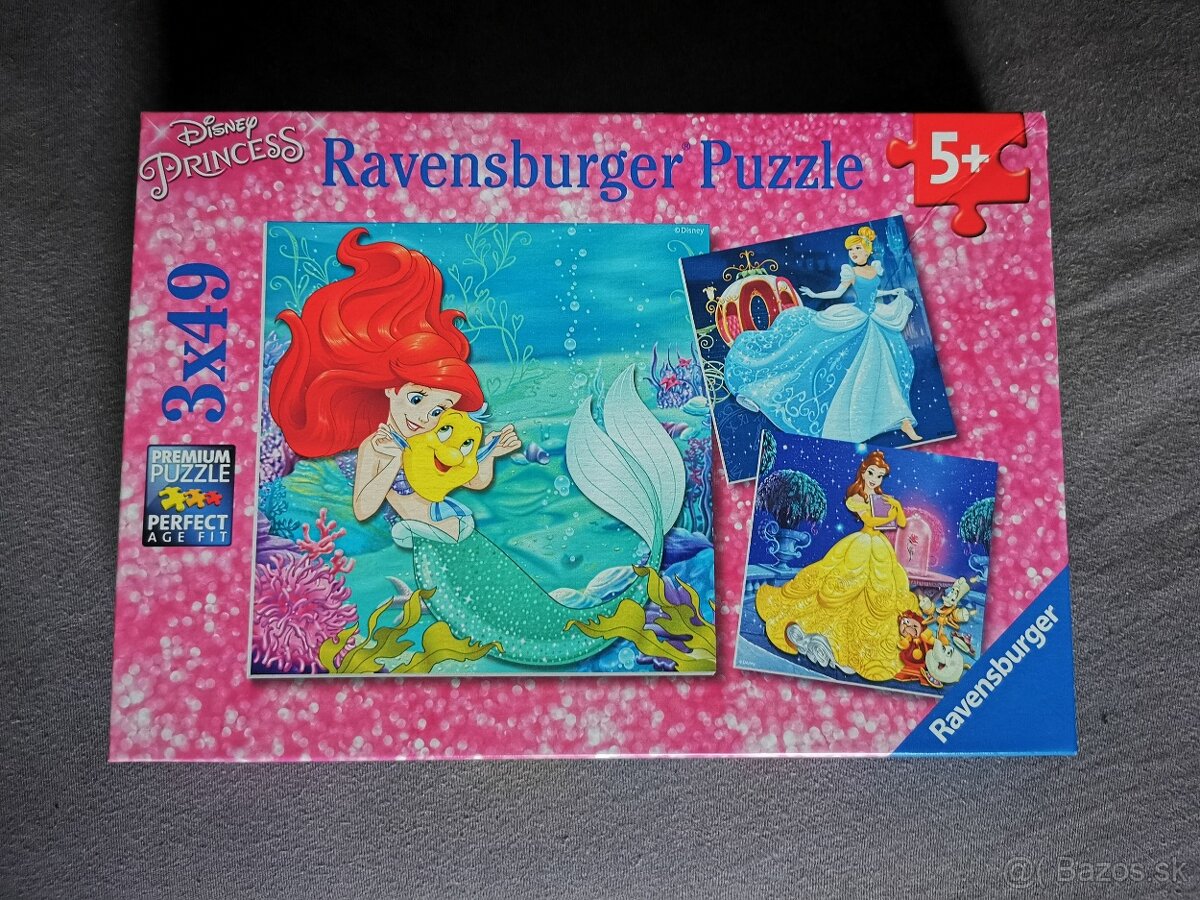 Disney
PRINCESS
Ravensburger® Puzzle
5+
3x49
©Disney
PREMIUM
PUZZLE
PERFECT
AGE FIT
©Disney
Ravensburger
@( Bazos.sk